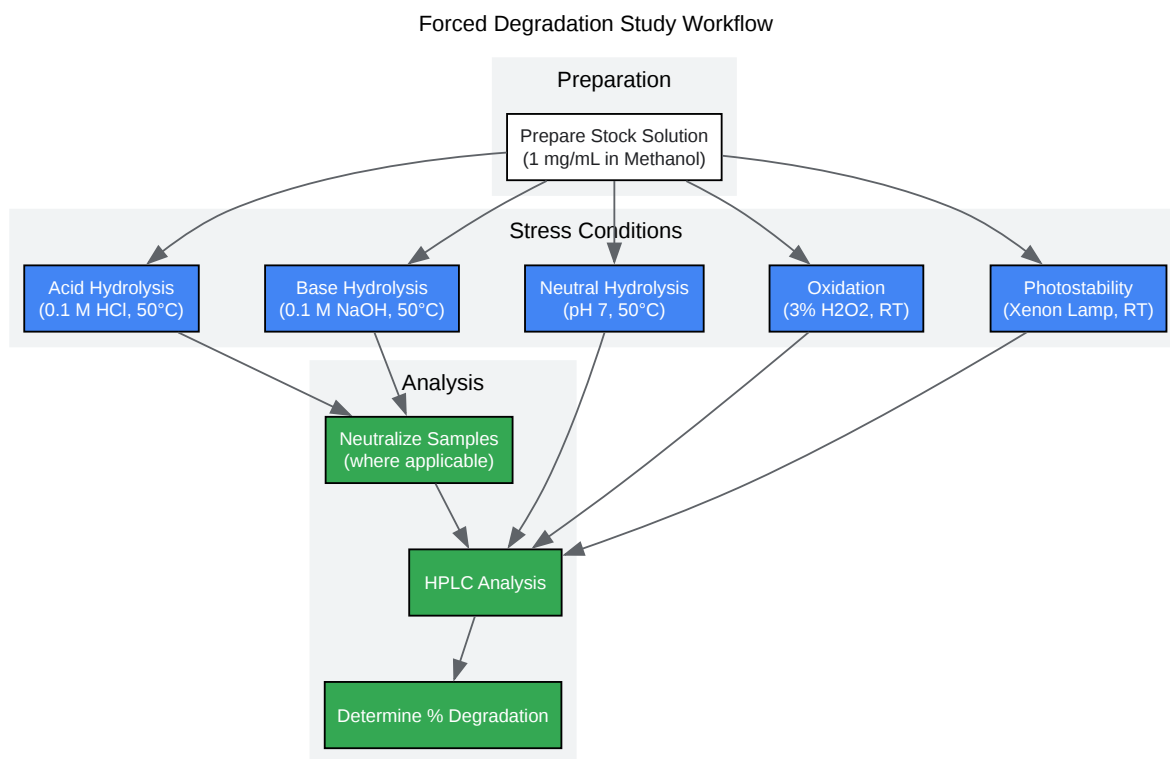 Forced Degradation Study Workflow
Preparation
Prepare Stock Solution
(1 mg/mL in Methanol)
Stress Conditions
Acid Hydrolysis
(0.1 M HCl, 50°C)
Base Hydrolysis
(0.1 M NaOH, 50°C)
Neutral Hydrolysis
(pH 7, 50°C)
Oxidation
(3% H2O2, RT)
Photostability
(Xenon Lamp, RT)
Analysis
Neutralize Samples
(where applicable)
HPLC Analysis
Determine % Degradation